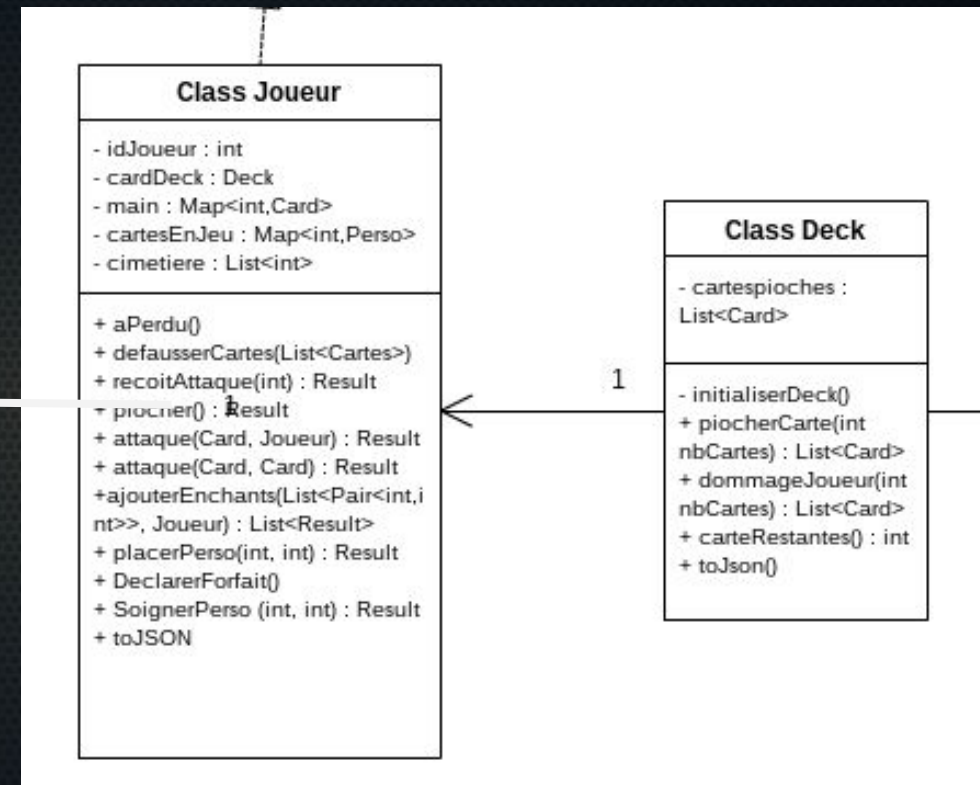 Class Joueur
- idJoueur : int
- cardDeck : Deck
- main : Map<int,Card>
- cartesEnJeu : Map<int,Perso>
- cimetiere : List<int>
+ aPerdu()
+ defausserCartes(List<Cartes>)
+ recoitAttaque(int) : Result
+ piocher() : Result
1
+ attaque(Card, Joueur) : Result
+ attaque(Card, Card) : Result
+ajouterEnchants(List<Pair<int,i
nt>>, Joueur) : List<Result>
+ placerPerso(int, int) : Result
+ DeclarerForfait()
+ SoignerPerso (int, int) : Result
+ toJSON
1
Class Deck
- cartespioches :
List<Card>
- initialiserDeck()
+ piocherCarte(int
nbCartes) : List<Card>
+ dommageJoueur(int
nbCartes) : List<Card>
+ carteRestantes() : int
+ toJson()